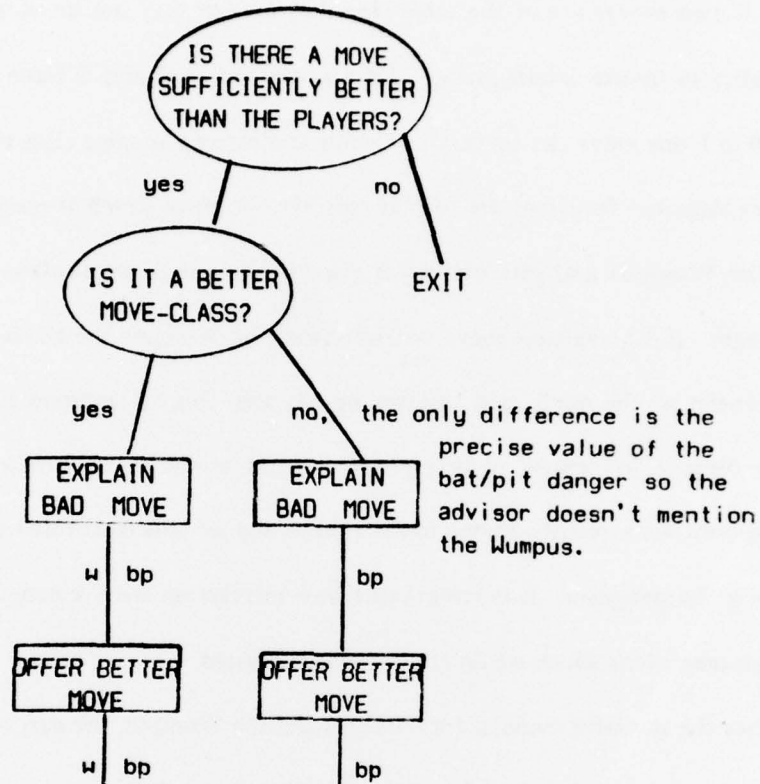 IS THERE A MOVE
SUFFICIENTLY BETTER
THAN THE PLAYERS?
yes
no
IS IT A BETTER
MOVE-CLASS?
EXIT
yes
no, the only difference is the
precise value of the
bat/pit danger so the
advisor doesn't mention
the Wumpus.
EXPLAIN
BAD MOVE
EXPLAIN
BAD MOVE
w bp
bp
OFFER BETTER
MOVE
OFFER BETTER
MOVE
w bp
bp